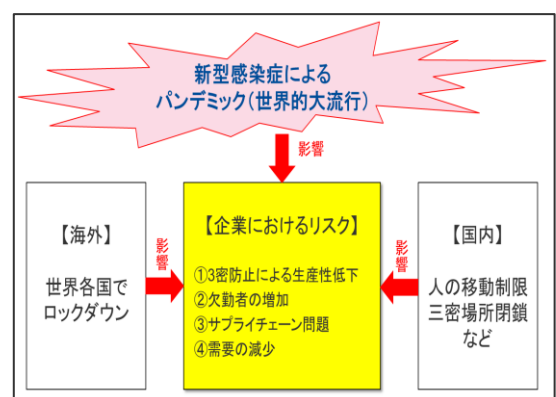 新型感染症による
パンデミック(世界的大流行)
影響
【海外】
世界各国で
ロックダウン
影響
【企業におけるリスク】
①3密防止による生産性低下
②欠勤者の増加
③サプライチェーン問題
④需要の減少
影響
【国内】
人の移動制限
三密場所閉鎖
など